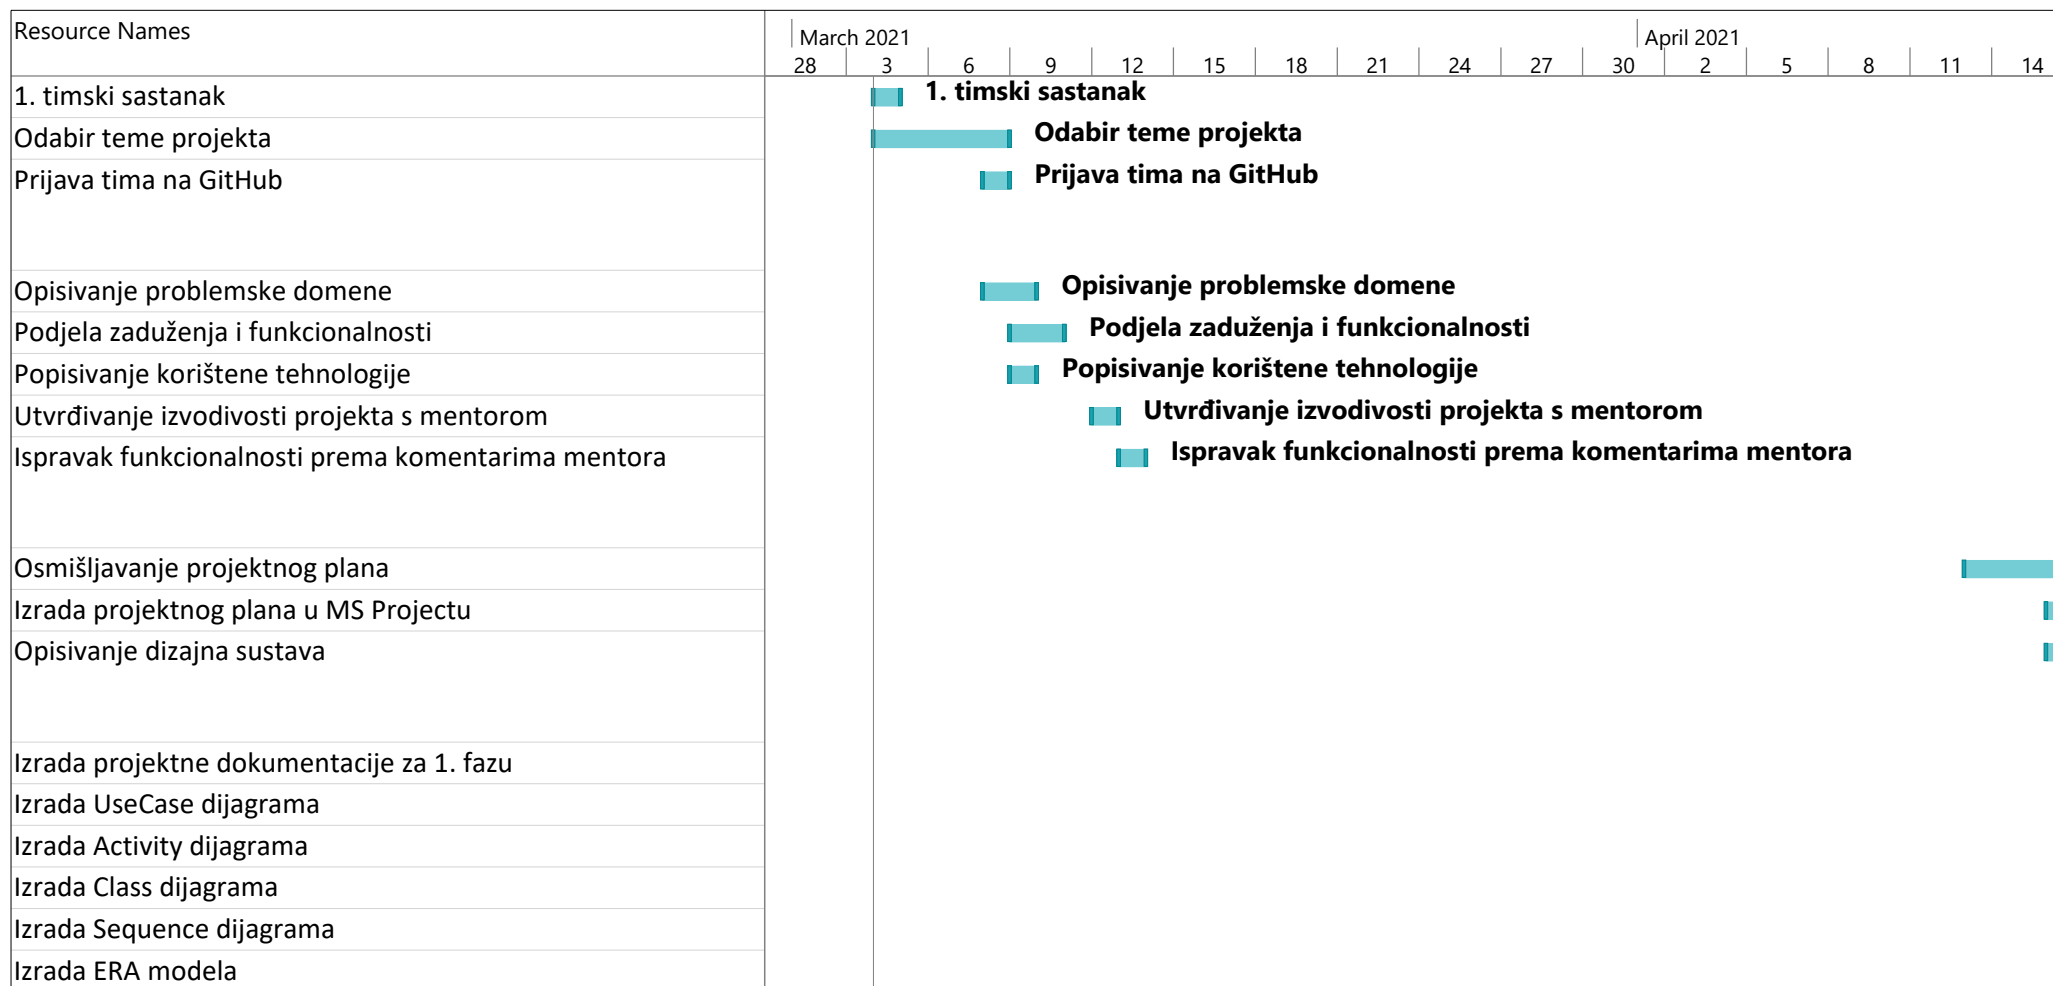 Resource Names
March 2021 April 2021
28 3 6 9 12 15 18 21 24 27 30 2 5 8 11 14
1. timski sastanak 1. timski sastanak
Odabir teme projekta Odabir teme projekta
Prijava tima na GitHub Prijava tima na GitHub
Opisivanje problemske domene Opisivanje problemske domene
Podjela zaduženja i funkcionalnosti Podjela zaduženja i funkcionalnosti
Popisivanje korištene tehnologije Popisivanje korištene tehnologije
Utvrđivanje izvodivosti projekta s mentorom Utvrđivanje izvodivosti projekta s mentorom
Ispravak funkcionalnosti prema komentarima mentora Ispravak funkcionalnosti prema komentarima mentora
Osmišljavanje projektnog plana
Izrada projektnog plana u MS Projectu
Opisivanje dizajna sustava
Izrada projektne dokumentacije za 1. fazu
Izrada UseCase dijagrama
Izrada Activity dijagrama
Izrada Class dijagrama
Izrada Sequence dijagrama
Izrada ERA modela